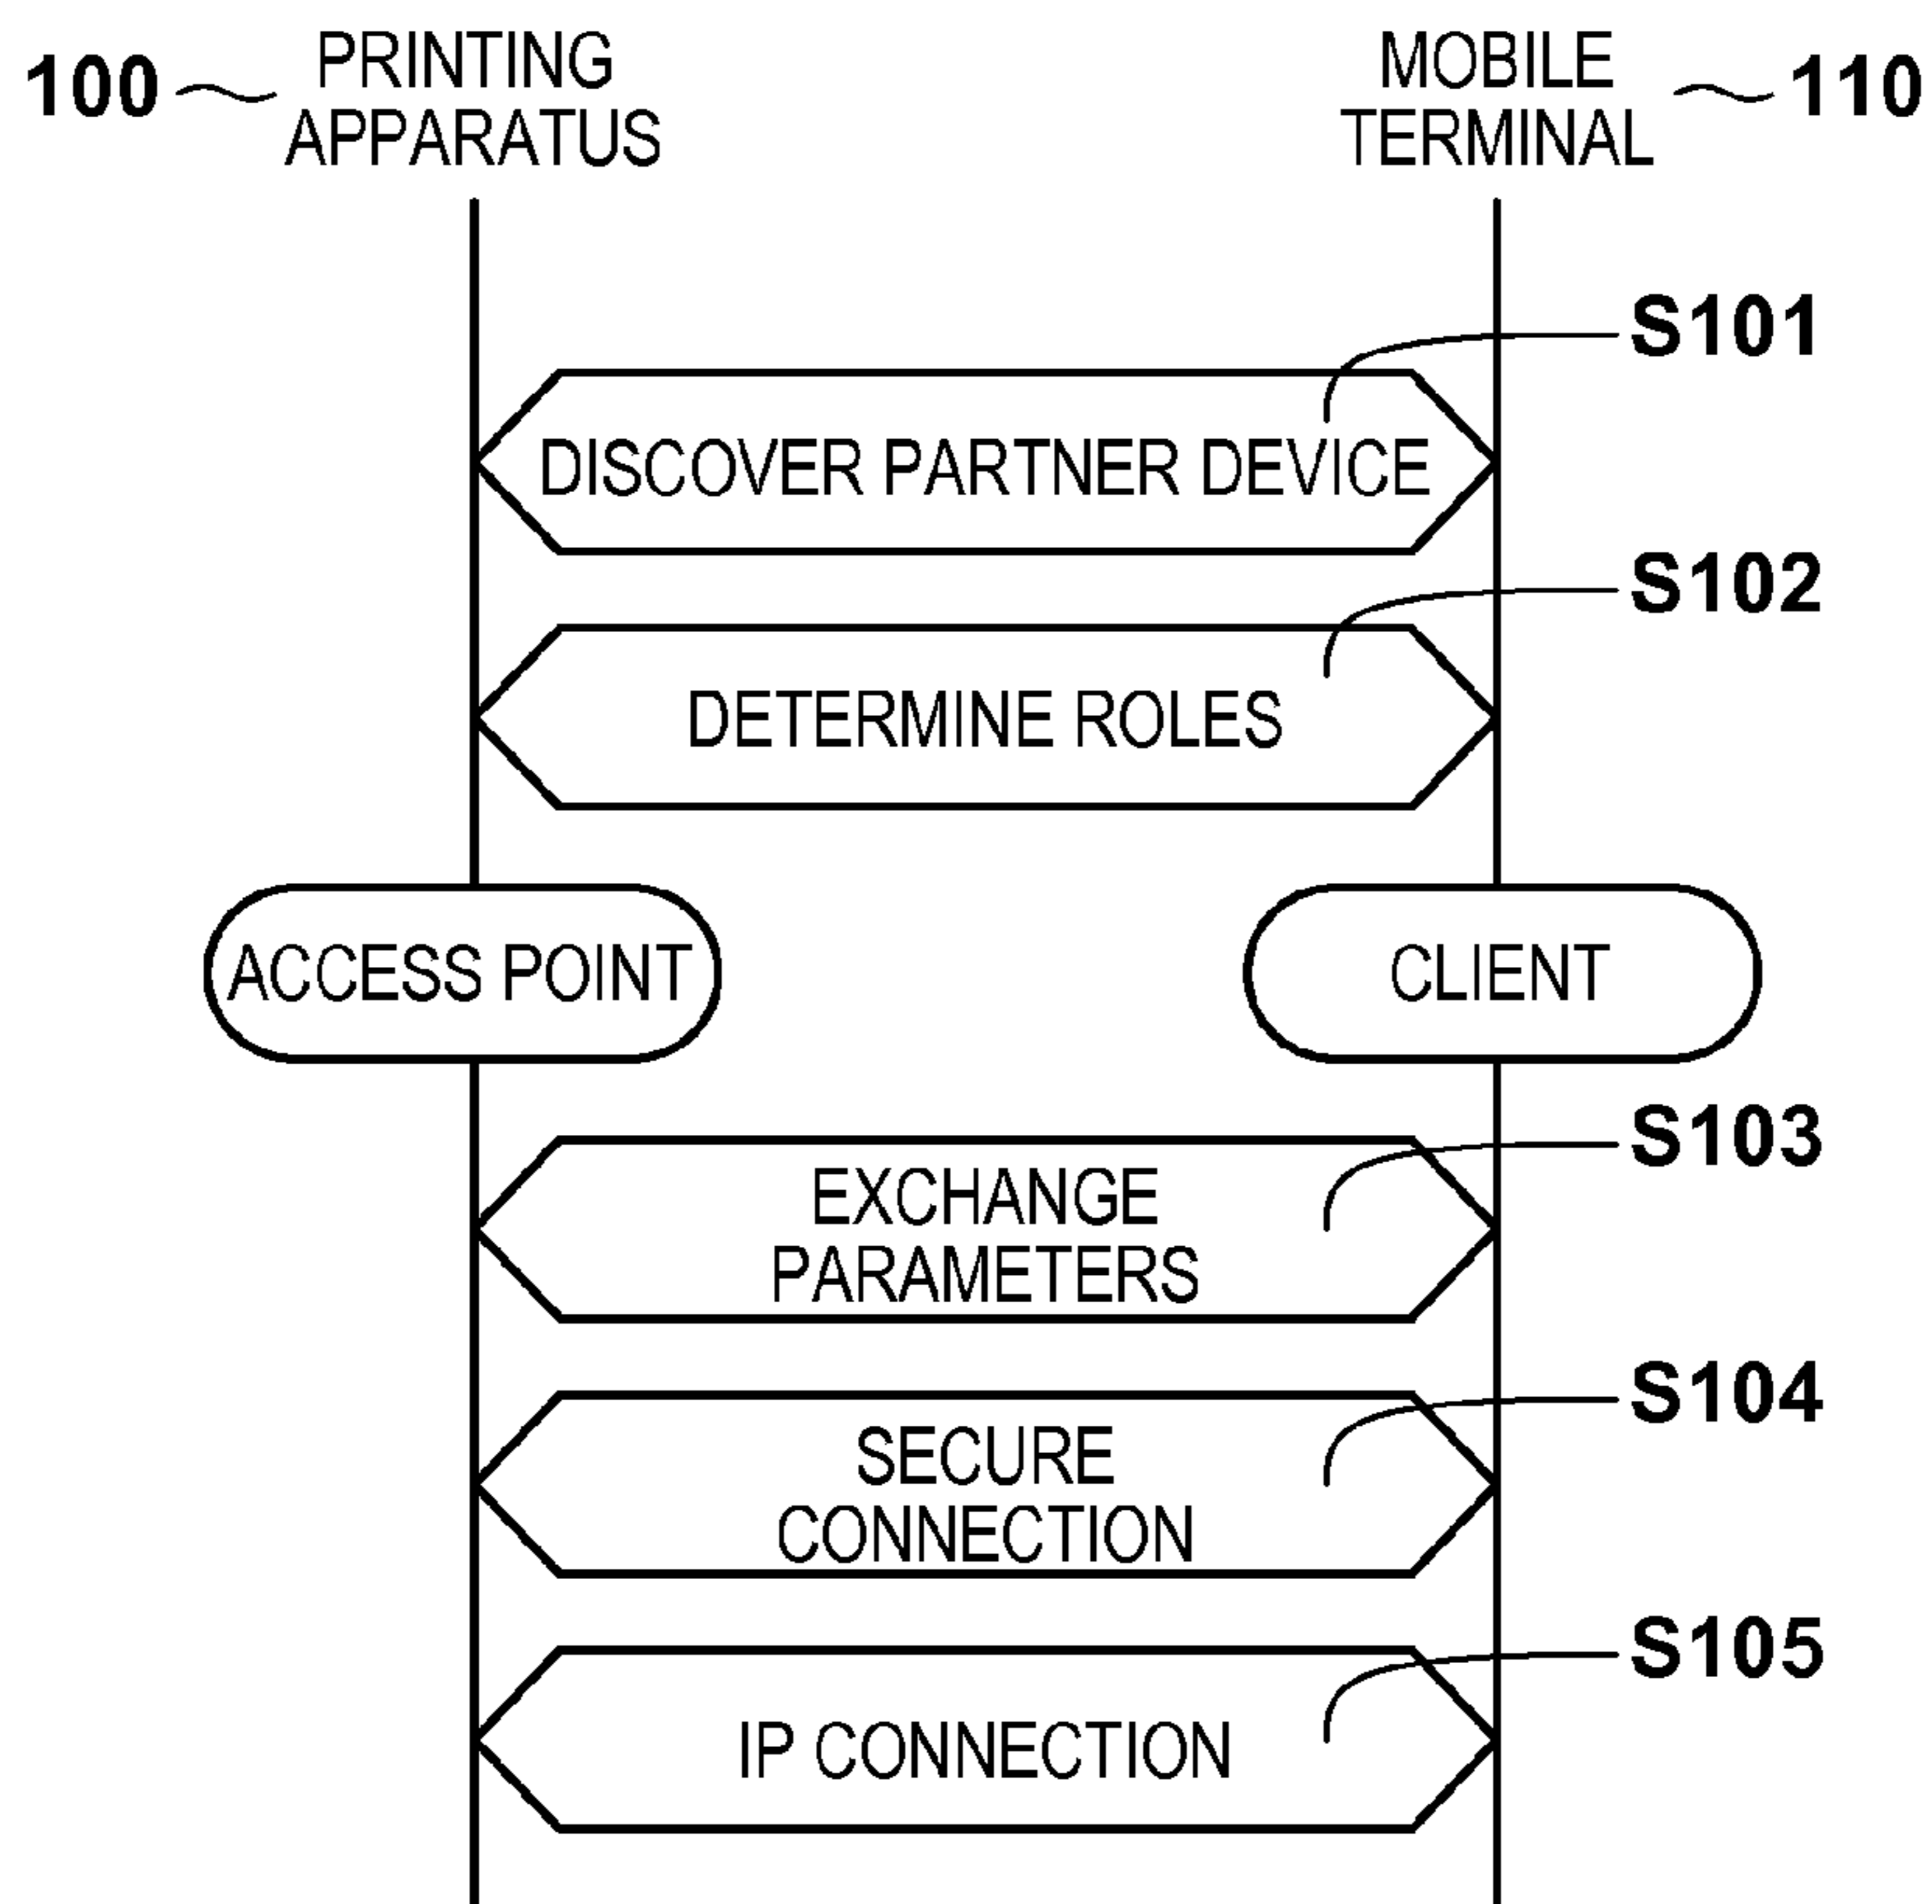 100
PRINTING
APPARATUS
MOBILE
TERMINAL
110
S101
DISCOVER PARTNER DEVICE
S102
DETERMINE ROLES
ACCESS POINT
CLIENT
S103
EXCHANGE
PARAMETERS
S104
SECURE
CONNECTION
S105
IP CONNECTION